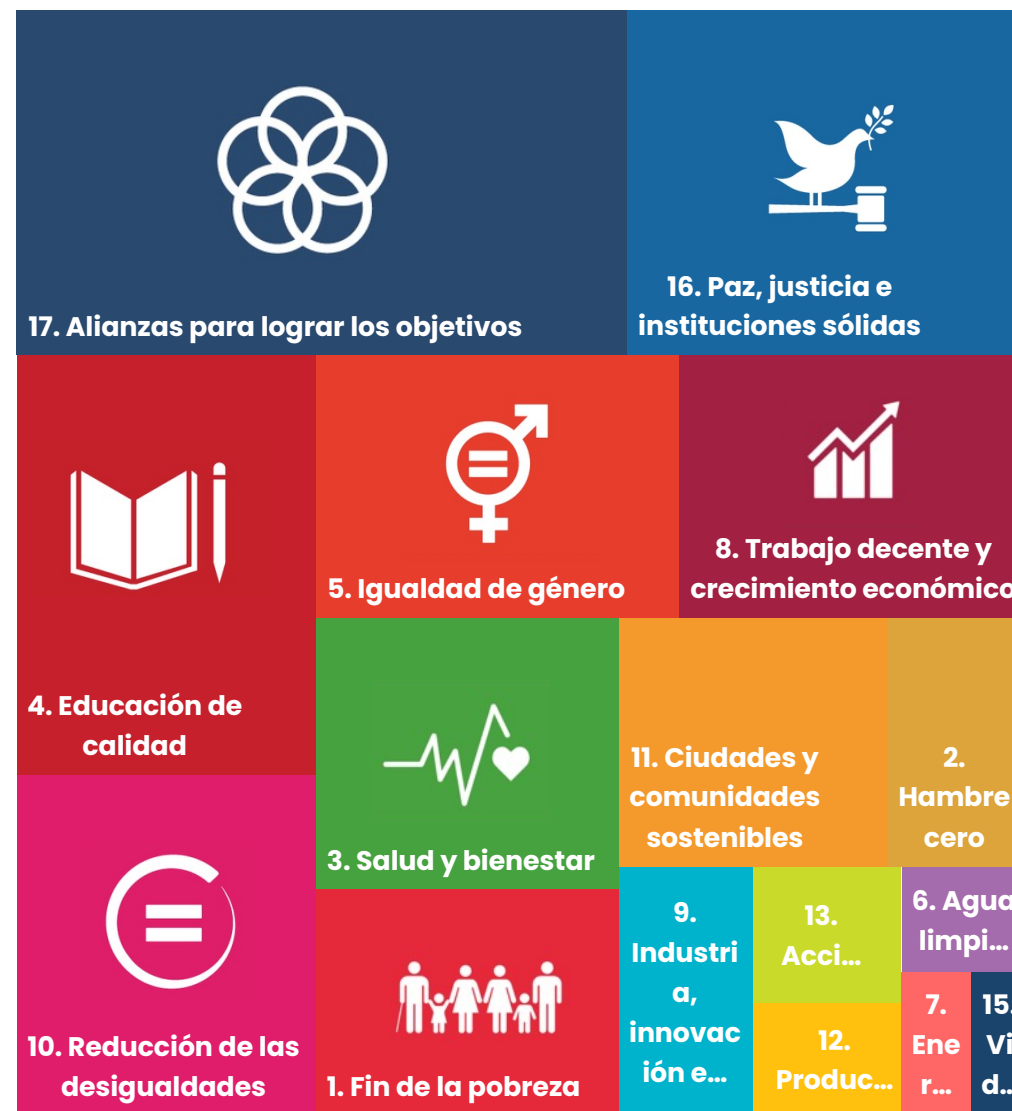 17. Alianzas para lograr los objetivos
16. Paz, justicia e
instituciones sólidas
4. Educación de
calidad
5. Igualdad de género
8. Trabajo decente y
crecimiento económico
3. Salud y bienestar
11. Ciudades y
comunidades
sostenibles
2.
Hambre
cero
10. Reducción de las
desigualdades
1. Fin de la pobreza
9.
Industri
a,
innovac
ión e...
13.
Acci...
12.
Produc...
6. Agua
limpi...
7.
Ene
r...
15.
Vi
d...